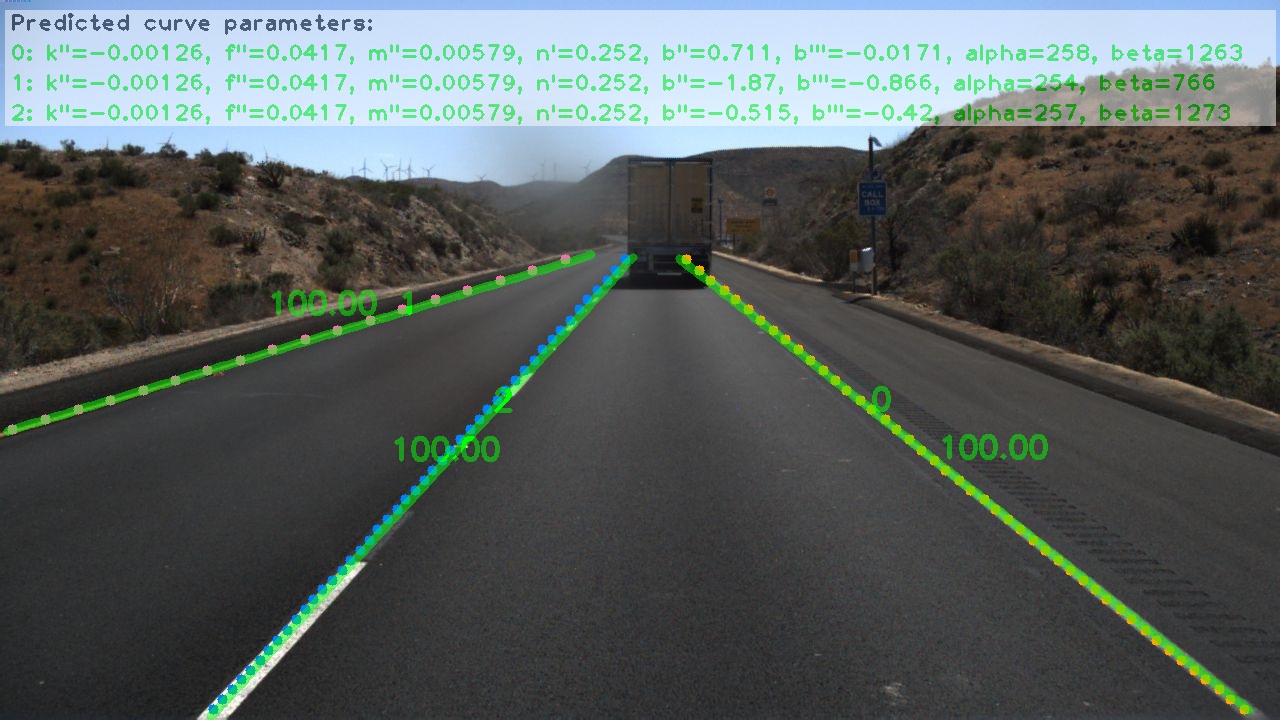 Predicted curve parameters:
0: k''=-0.00126, f''=0.0417, m''=0.00579, n'=0.252, b''=0.711, b'''=-0.0171, alpha=258, beta=1263
1: k''=-0.00126, f''=0.0417, m''=0.00579, n'=0.252, b''=-1.87, b'''=-0.866, alpha=254, beta=766
2: k''=-0.00126, f''=0.0417, m''=0.00579, n'=0.252, b''=-0.515, b'''=-0.42, alpha=257, beta=1273
CALL
BOX
100.00 1
2
0
100.00
100.00